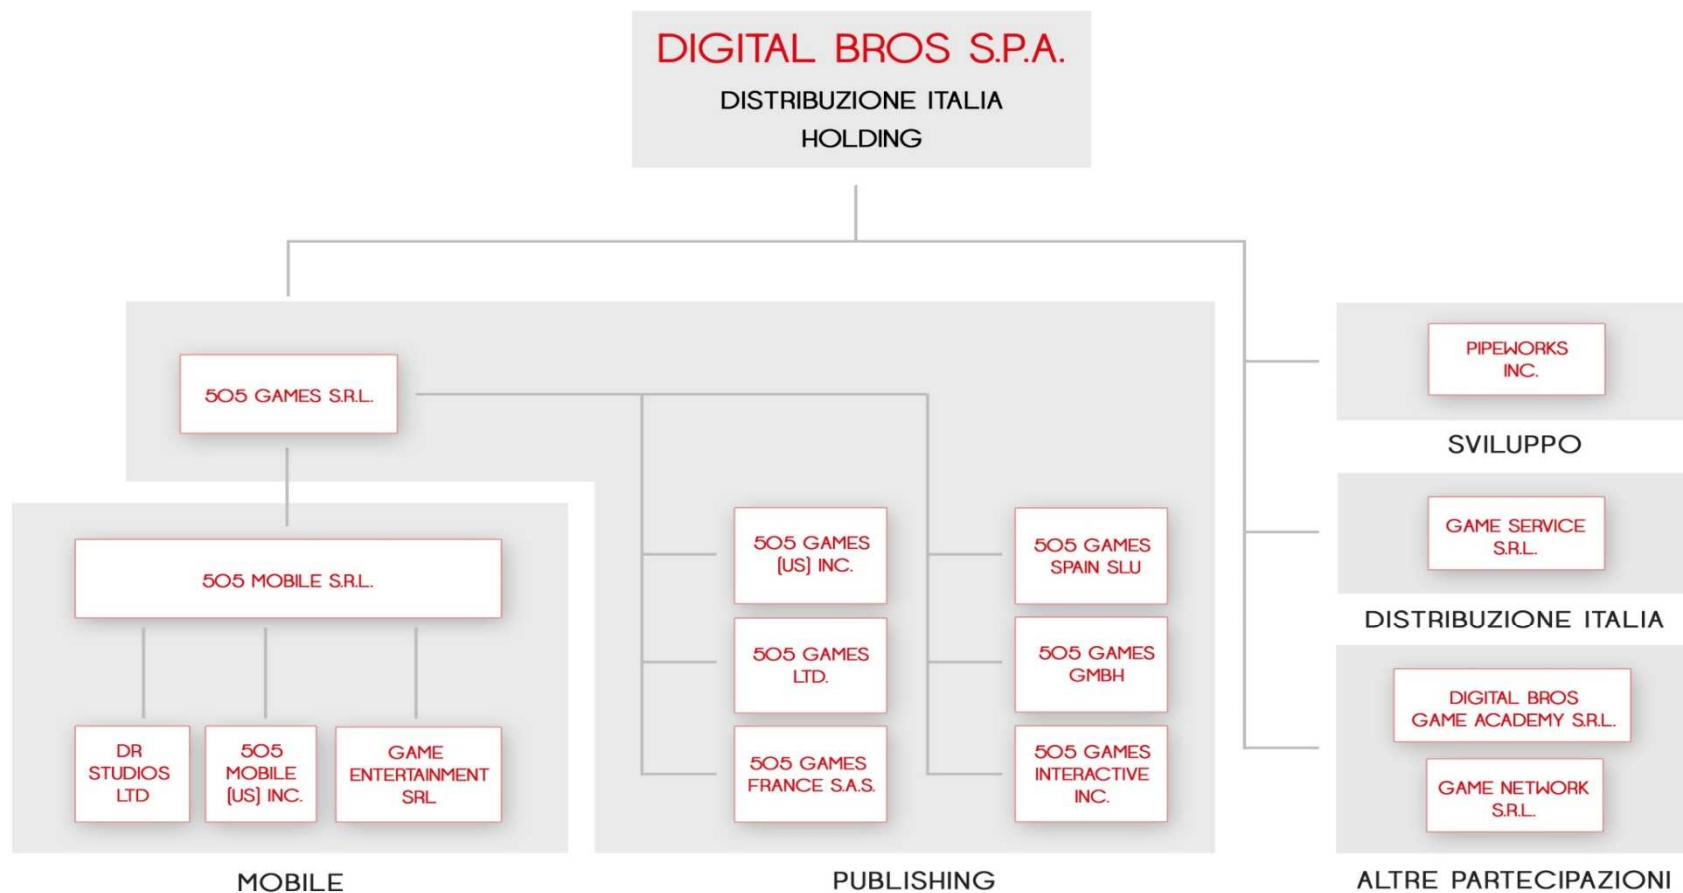 DIGITAL BROS S.P.A.
DISTRIBUZIONE ITALIA
HOLDING
505 GAMES S.R.L.
505 MOBILE S.R.L.
DR
STUDIOS
LTD
505
MOBILE
(US) INC.
GAME
ENTERTAINMENT
SRL
MOBILE
505 GAMES
(US) INC.
505 GAMES
LTD.
505 GAMES
FRANCE S.A.S.
505 GAMES
SPAIN SLU
505 GAMES
GMBH
505 GAMES
INTERACTIVE
INC.
PUBLISHING
PIPEWORKS
INC.
SVILUPPO
GAME SERVICE
S.R.L.
DISTRIBUZIONE ITALIA
DIGITAL BROS
GAME ACADEMY S.R.L.
GAME NETWORK
S.R.L.
ALTRE PARTECIPAZIONI